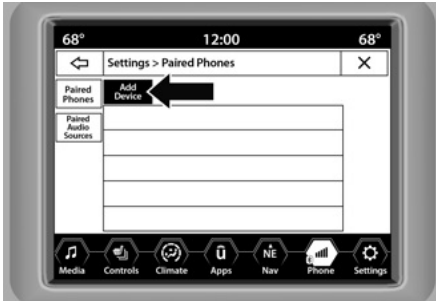 68° 12:00 68°
Settings > Paired Phones X
Paired
Phones
Add
Device
Paired
Audio
Sources
û NE
Media Controls Climate Apps Nav Phone Settings